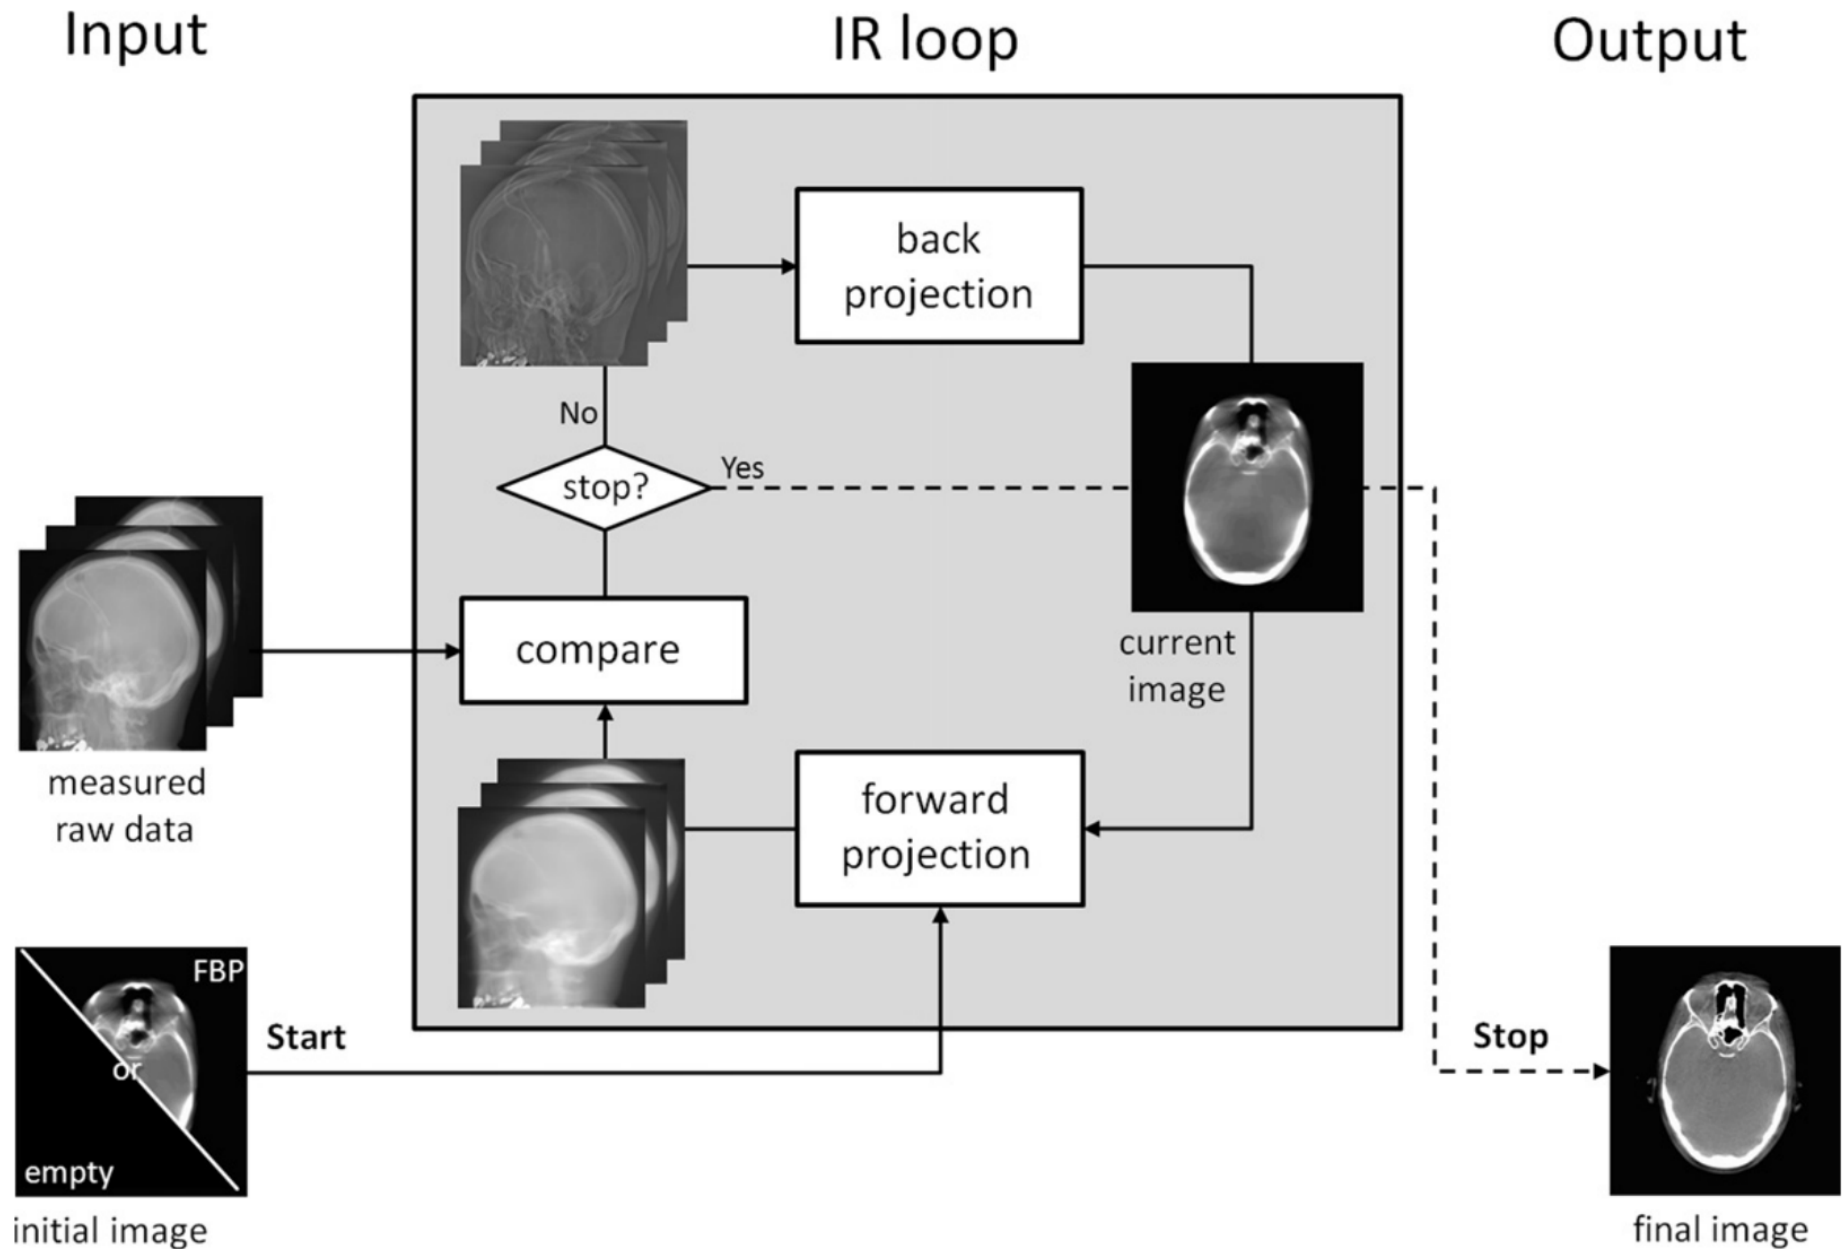 Input
IR loop
Output
back
projection
No
stop?
Yes
compare
current
image
measured
raw data
forward
projection
FBP
or
empty
Start
Stop
initial image
final image